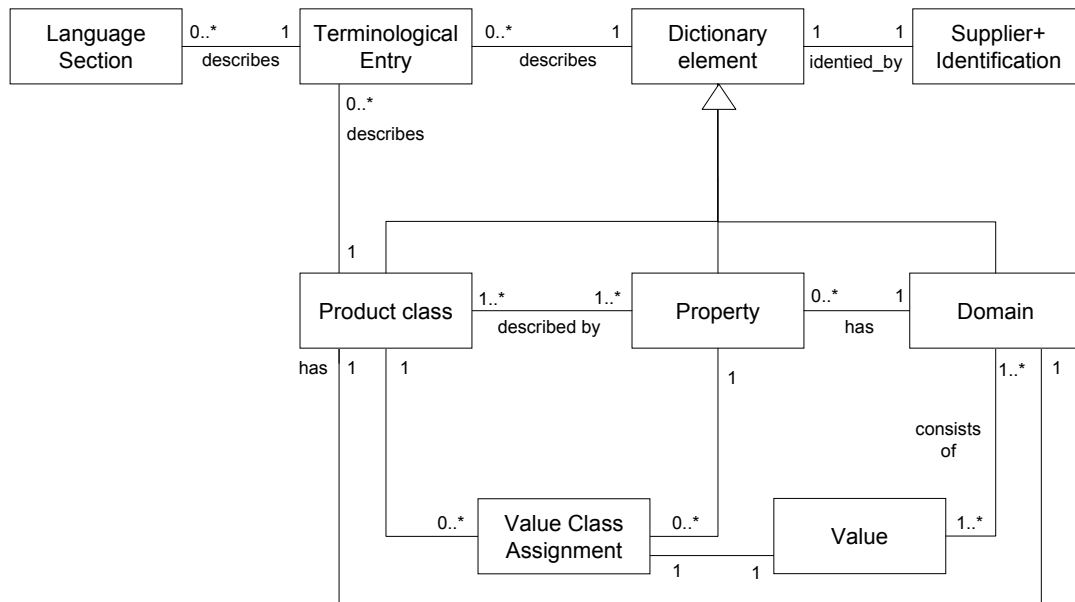 Language
Section
0..*
1
describes
Terminological
Entry
0..*
1
describes
Dictionary
element
1
1
identied_by
Supplier+
Identification
0..*
describes
1
Product class
1..*
1..*
described by
Property
0..*
1
has
Domain
has
1
1
1
1..*
1
consists
of
0..*
Value Class
Assignment
0..*
1
1
Value
1..*